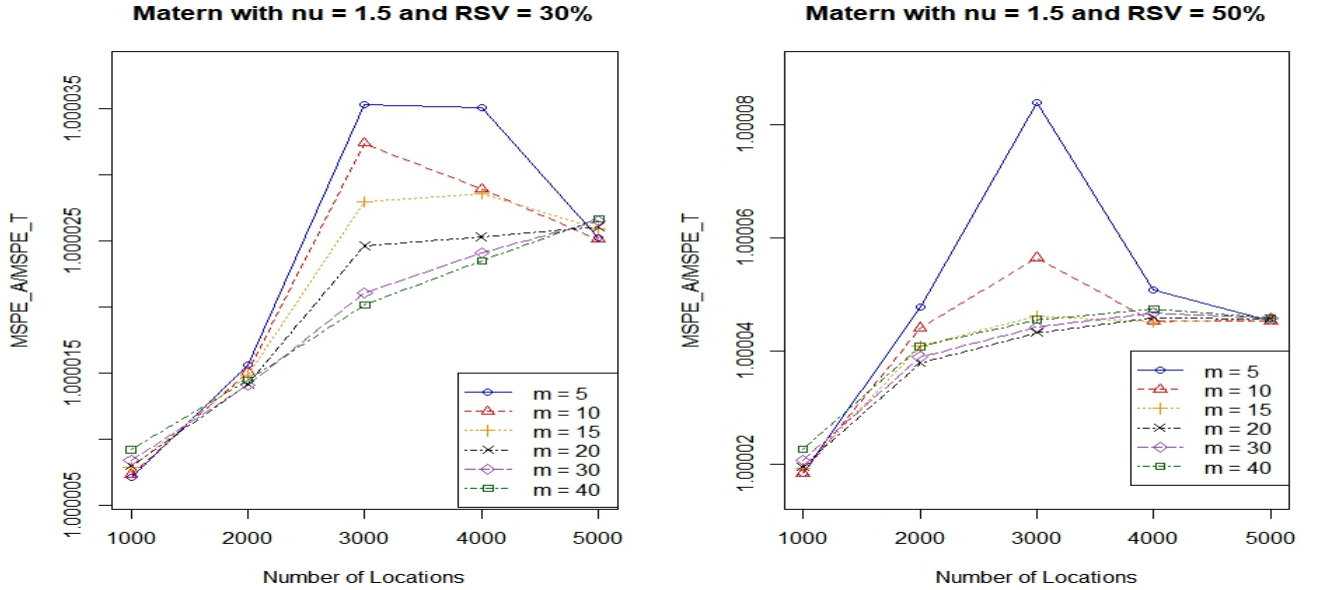 Matern with nu = 1.5 and RSV = 30%
MSPE_A/MSPE_T
1.000035
1.000025
1.000015
1.000005
1000 2000 3000 4000 5000
Number of Locations
m = 5
m = 10
m = 15
m = 20
m = 30
m = 40
Matern with nu = 1.5 and RSV = 50%
MSPE_A/MSPE_T
1.00008
1.00006
1.00004
1.00002
1000 2000 3000 4000 5000
Number of Locations
m = 5
m = 10
m = 15
m = 20
m = 30
m = 40